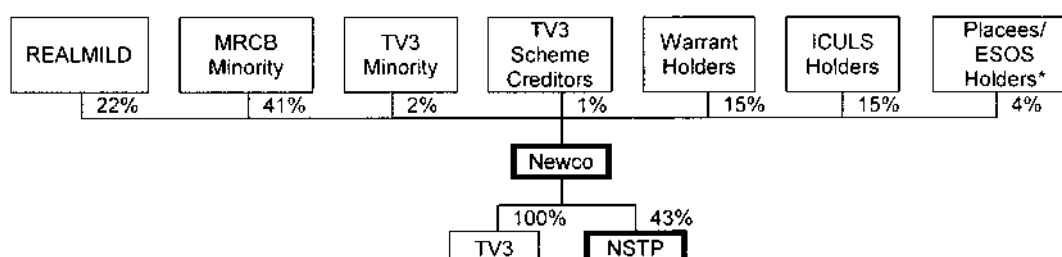 REALMILD
MRCB
Minority
TV3
Minority
TV3
Scheme
Creditors
Warrant
Holders
ICULS
Holders
Placees/
ESOS
Holders*
22%
41%
2%
1%
15%
15%
4%
Newco
100%
43%
TV3
NSTP